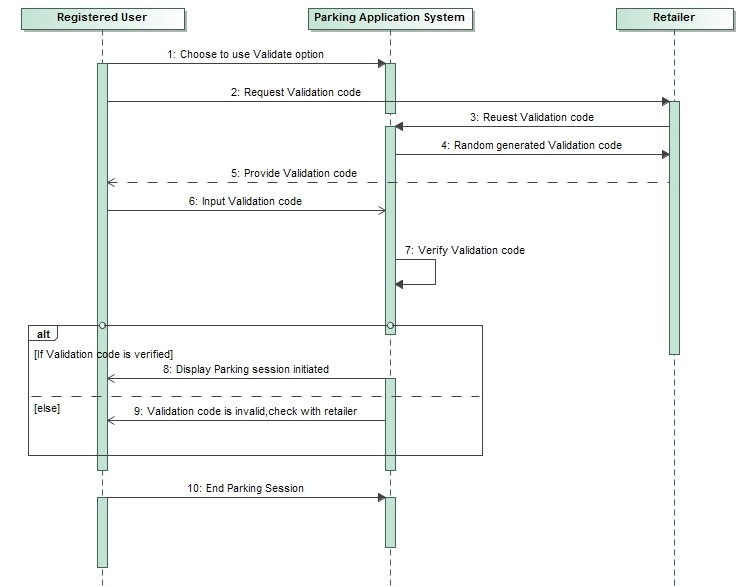 Registered User
Parking Application System
Retailer
1: Choose to use Validate option
2: Request Validation code
3: Reuest Validation code
4: Random generated Validation code
5: Provide Validation code
6: Input Validation code
7: Verify Validation code
alt
[If Validation code is verified]
8: Display Parking session initiated
[else]
9: Validation code is invalid,check with retailer
10: End Parking Session